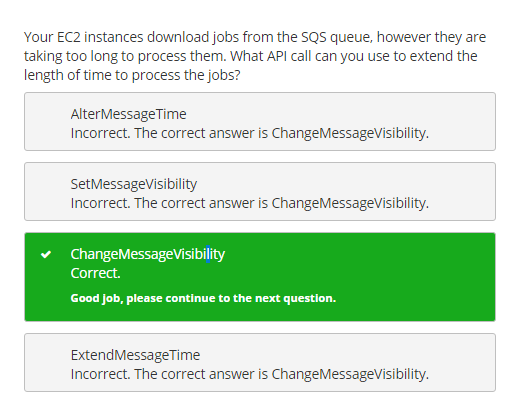 Your EC2 instances download jobs from the SQS queue, however they are
taking too long to process them. What API call can you use to extend the
length of time to process the jobs?
AlterMessageTime
Incorrect. The correct answer is ChangeMessageVisibility.
SetMessageVisibility
Incorrect. The correct answer is ChangeMessageVisibility.
ChangeMessageVisibility
Correct.
Good job, please continue to the next question.
ExtendMessageTime
Incorrect. The correct answer is ChangeMessageVisibility.